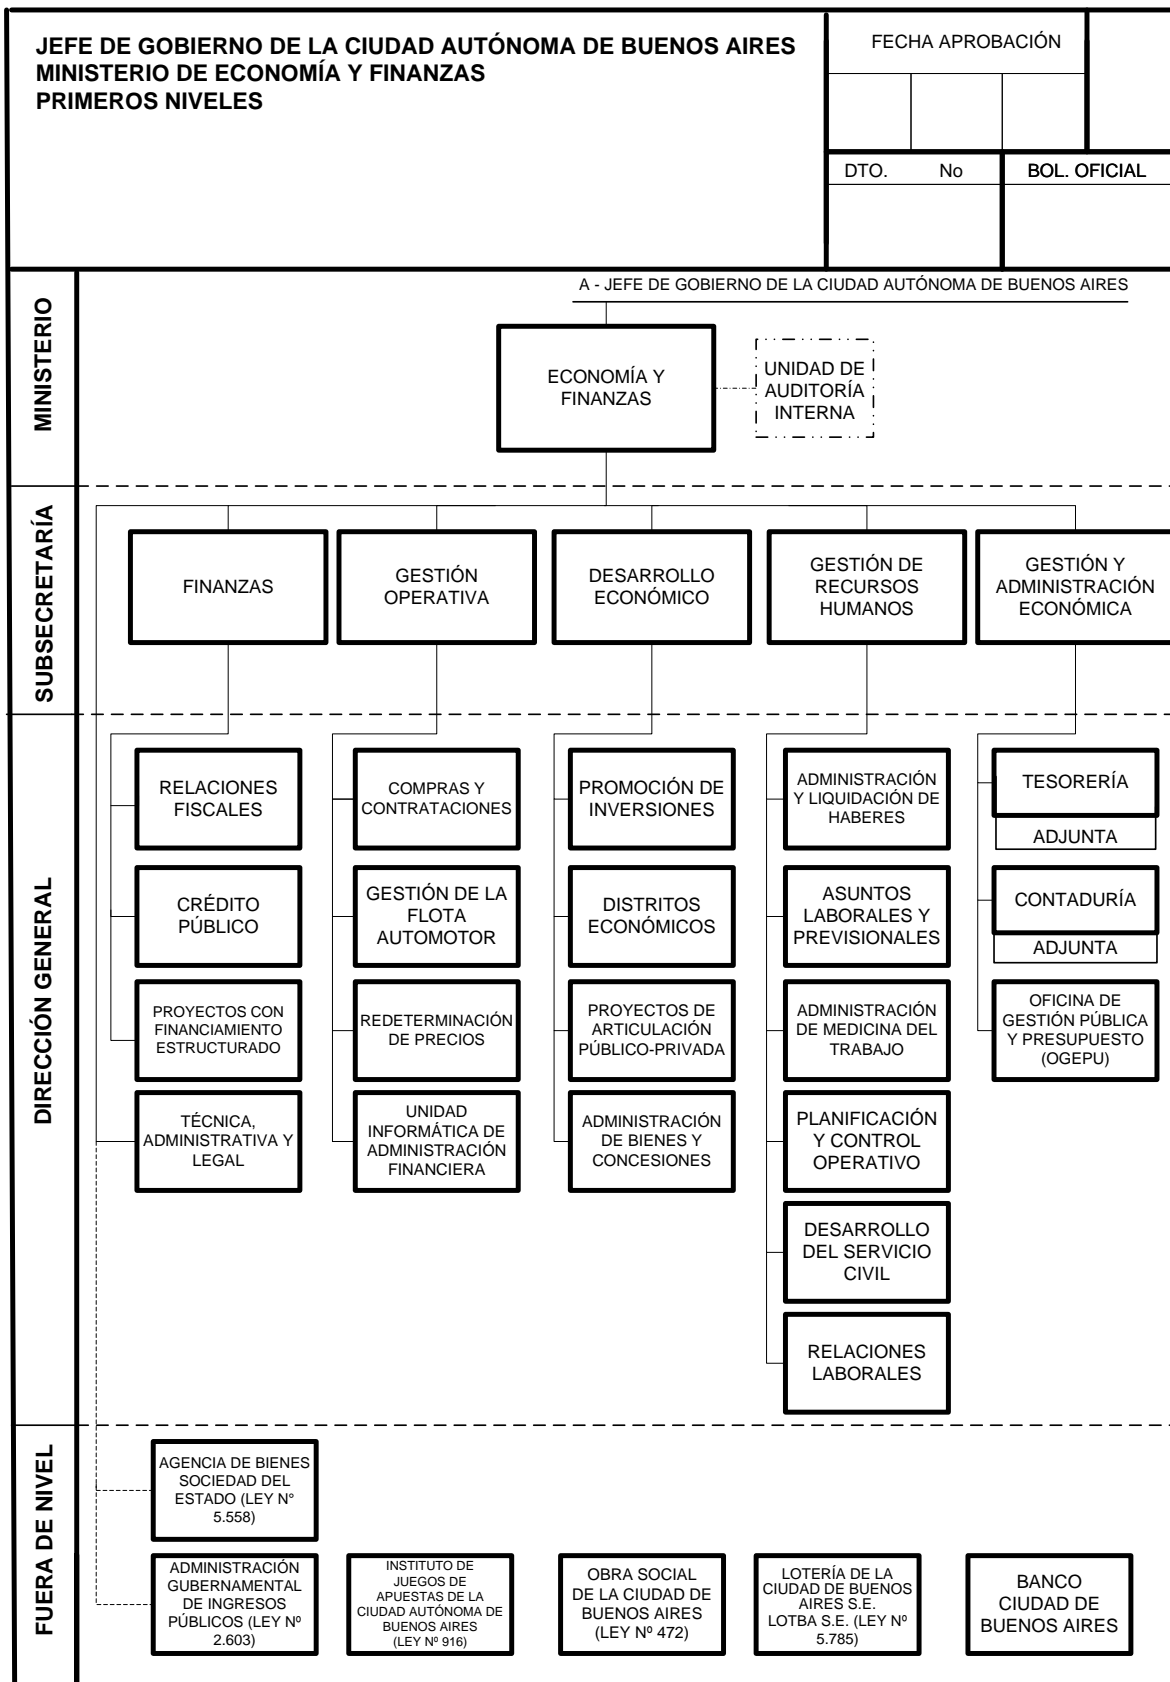 JEFE DE GOBIERNO DE LA CIUDAD AUTÓNOMA DE BUENOS AIRES
MINISTERIO DE ECONOMÍA Y FINANZAS
PRIMEROS NIVELES
FECHA APROBACIÓN
DTO. No
BOL. OFICIAL
MINISTERIO
A - JEFE DE GOBIERNO DE LA CIUDAD AUTÓNOMA DE BUENOS AIRES
ECONOMÍA Y
FINANZAS
UNIDAD DE
AUDITORÍA
INTERNA
SUBSECRETARÍA
FINANZAS
GESTIÓN
OPERATIVA
DESARROLLO
ECONÓMICO
GESTIÓN DE
RECURSOS
HUMANOS
GESTIÓN Y
ADMINISTRACIÓN
ECONÓMICA
DIRECCIÓN GENERAL
RELACIONES
FISCALES
COMPRAS Y
CONTRATACIONES
PROMOCIÓN DE
INVERSIONES
ADMINISTRACIÓN
Y LIQUIDACIÓN DE
HABERES
TESORERÍA
ADJUNTA
CRÉDITO
PÚBLICO
GESTIÓN DE LA
FLOTA
AUTOMOTOR
DISTRITOS
ECONÓMICOS
ASUNTOS
LABORALES Y
PREVISIONALES
CONTADURÍA
ADJUNTA
PROYECTOS CON
FINANCIAMIENTO
ESTRUCTURADO
REDETERMINACIÓN
DE PRECIOS
PROYECTOS DE
ARTICULACIÓN
PÚBLICO-PRIVADA
ADMINISTRACIÓN
DE MEDICINA DEL
TRABAJO
OFICINA DE
GESTIÓN PÚBLICA
Y PRESUPUESTO
(OGEPU)
TÉCNICA,
ADMINISTRATIVA Y
LEGAL
UNIDAD
INFORMÁTICA DE
ADMINISTRACIÓN
FINANCIERA
ADMINISTRACIÓN
DE BIENES Y
CONCESIONES
PLANIFICACIÓN
Y CONTROL
OPERATIVO
DESARROLLO
DEL SERVICIO
CIVIL
RELACIONES
LABORALES
FUERA DE NIVEL
AGENCIA DE BIENES
SOCIEDAD DEL
ESTADO (LEY N°
5.558)
ADMINISTRACIÓN
GUBERNAMENTAL
DE INGRESOS
PÚBLICOS (LEY Nº
2.603)
INSTITUTO DE
JUEGOS DE
APUESTAS DE LA
CIUDAD AUTÓNOMA DE
BUENOS AIRES
(LEY Nº 916)
OBRA SOCIAL
DE LA CIUDAD DE
BUENOS AIRES
(LEY Nº 472)
LOTERÍA DE LA
CIUDAD DE BUENOS
AIRES S.E.
LOTBA S.E. (LEY Nº
5.785)
BANCO
CIUDAD DE
BUENOS AIRES